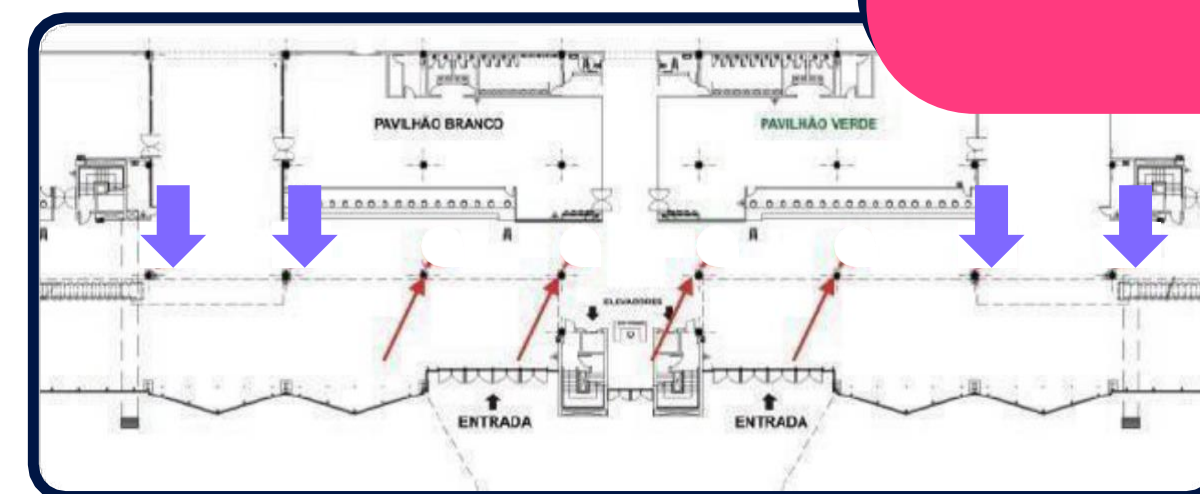 PAVILHÃO BRANCO
PAVILHÃO VERDE
ELEVADORES
ENTRADA
ENTRADA